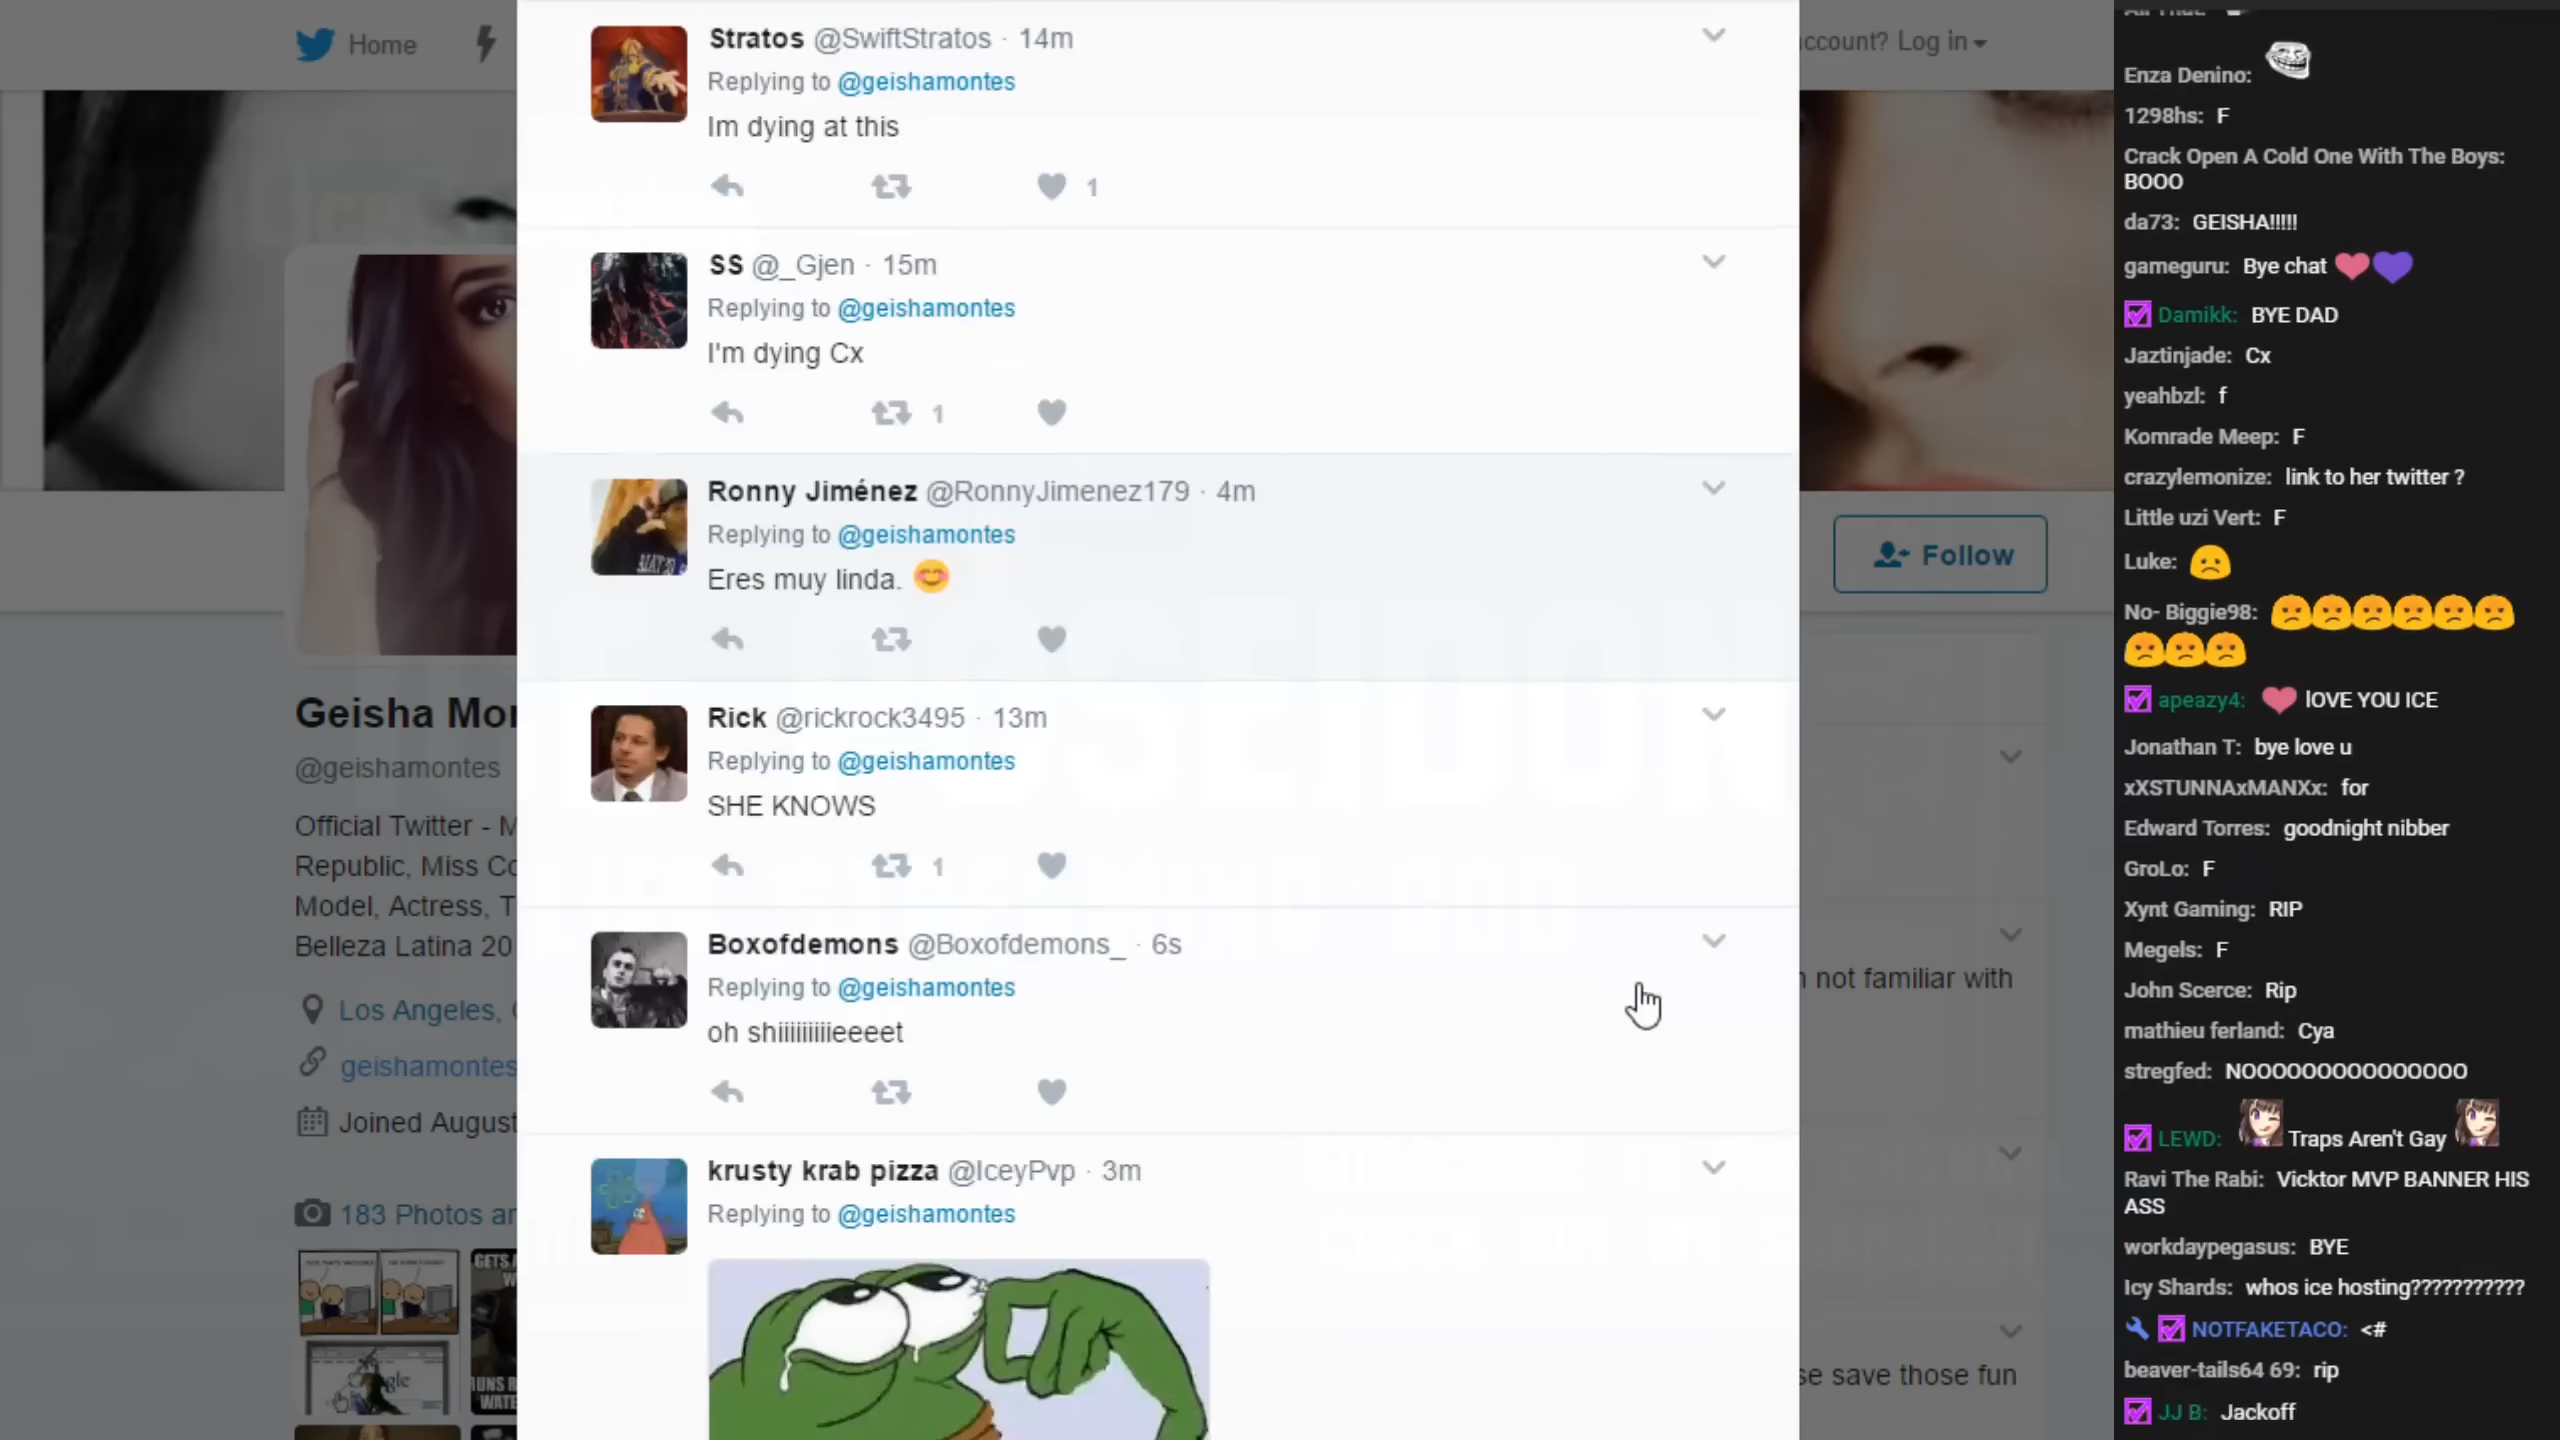 Home
ccount? Log in
Stratos @SwiftStratos · 14m
Replying to @geishamontes
Im dying at this
1
SS @_Gjen · 15m
Replying to @geishamontes
I'm dying Cx
1
Ronny Jiménez @RonnyJimenez179 · 4m
Replying to @geishamontes
Eres muy linda. 😊
Follow
Rick @rickrock3495 · 13m
Replying to @geishamontes
SHE KNOWS
1
Boxofdemons @Boxofdemons_ · 6s
Replying to @geishamontes
oh shiiiiiiiiieeeet
krusty krab pizza @IceyPvp · 3m
Replying to @geishamontes
Geisha Mor
@geishamontes
Official Twitter - M
Republic, Miss Co
Model, Actress, T
Belleza Latina 20
Los Angeles,
geishamontes
Joined August
183 Photos an
GETS A
RUNS R
WATE
not familiar with
se save those fun
Enza Denino:
1298hs: F
Crack Open A Cold One With The Boys:
BOOO
da73: GEISHA!!!!!
gameguru: Bye chat ❤💜
Damikk: BYE DAD
Jaztinjade: Cx
yeahbzl: f
Komrade Meep: F
crazylemonize: link to her twitter ?
Little uzi Vert: F
Luke: 🙁
No- Biggie98: 😠😠😠😠😠😠
😠😠😠
apeazy4: ❤ lOVE YOU ICE
Jonathan T: bye love u
xXSTUNNAxMANXx: for
Edward Torres: goodnight nibber
GroLo: F
Xynt Gaming: RIP
Megels: F
John Scerce: Rip
mathieu ferland: Cya
stregfed: NOOOOOOOOOOOOOOO
LEWD: Traps Aren't Gay
Ravi The Rabi: Vicktor MVP BANNER HIS
ASS
workdaypegasus: BYE
Icy Shards: whos ice hosting???????????
NOTFAKETACO: <#
beaver-tails64 69: rip
JJ B: Jackoff